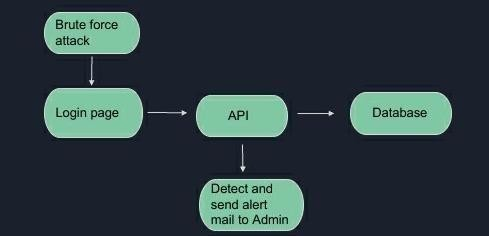 Brute force
attack
Login page
API
Database
Detect and
send alert
mail to Admin